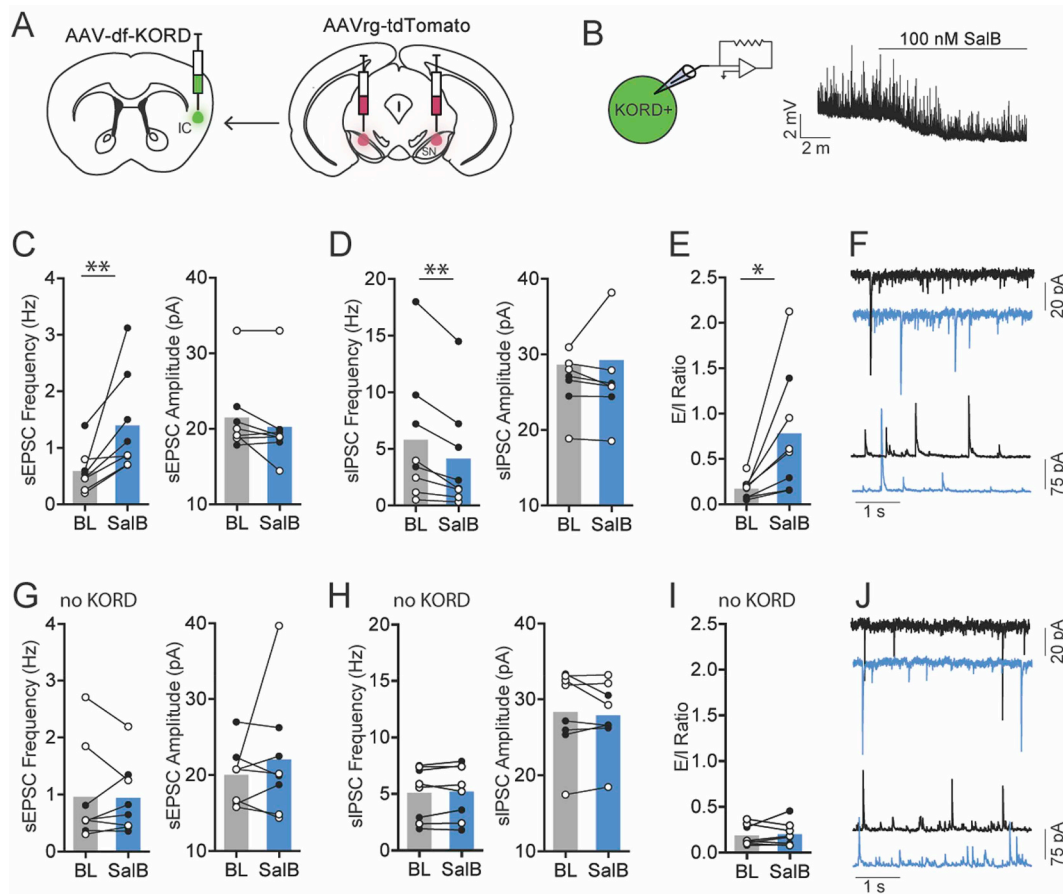 A
AAV-df-KORD
AAVrg-tdTomato
IC
SN
B
KORD+
100 nM SalB
2 mV
2 m
C
**
sEPSC Frequency (Hz)
4
3
2
1
0
BL SalB
sEPSC Amplitude (pA)
40
30
20
10
BL SalB
D
**
sIPSC Frequency (Hz)
20
15
10
5
0
BL SalB
sIPSC Amplitude (pA)
40
30
20
10
BL SalB
E
*
E/I Ratio
2.5
2.0
1.5
1.0
0.5
0.0
BL SalB
F
20 pA
75 pA
1 s
G
no KORD
sEPSC Frequency (Hz)
4
3
2
1
0
BL SalB
sEPSC Amplitude (pA)
40
30
20
10
BL SalB
H
no KORD
sIPSC Frequency (Hz)
20
15
10
5
0
BL SalB
sIPSC Amplitude (pA)
40
30
20
10
BL SalB
I
no KORD
E/I Ratio
2.5
2.0
1.5
1.0
0.5
0.0
BL SalB
J
20 pA
75 pA
1 s